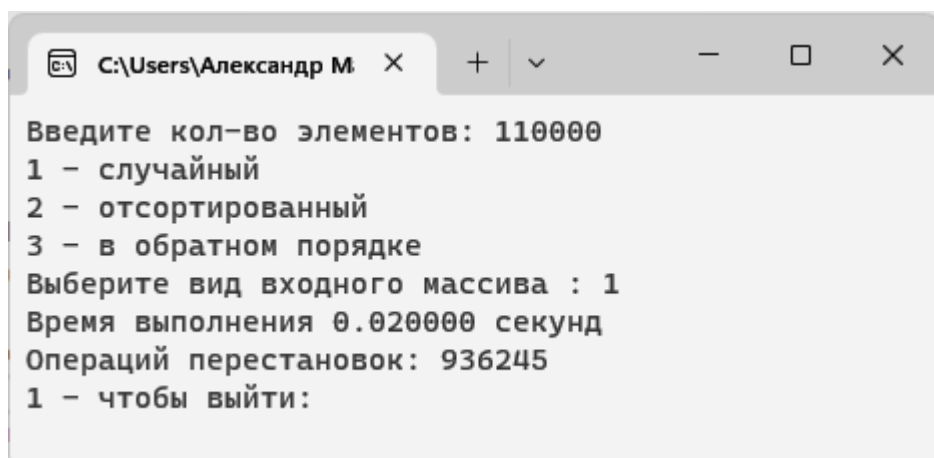 C:\Users\Александр М
Введите кол-во элементов: 110000
1 - случайный
2 - отсортированный
3 - в обратном порядке
Выберите вид входного массива : 1
Время выполнения 0.020000 секунд
Операций перестановок: 936245
1 - чтобы выйти: